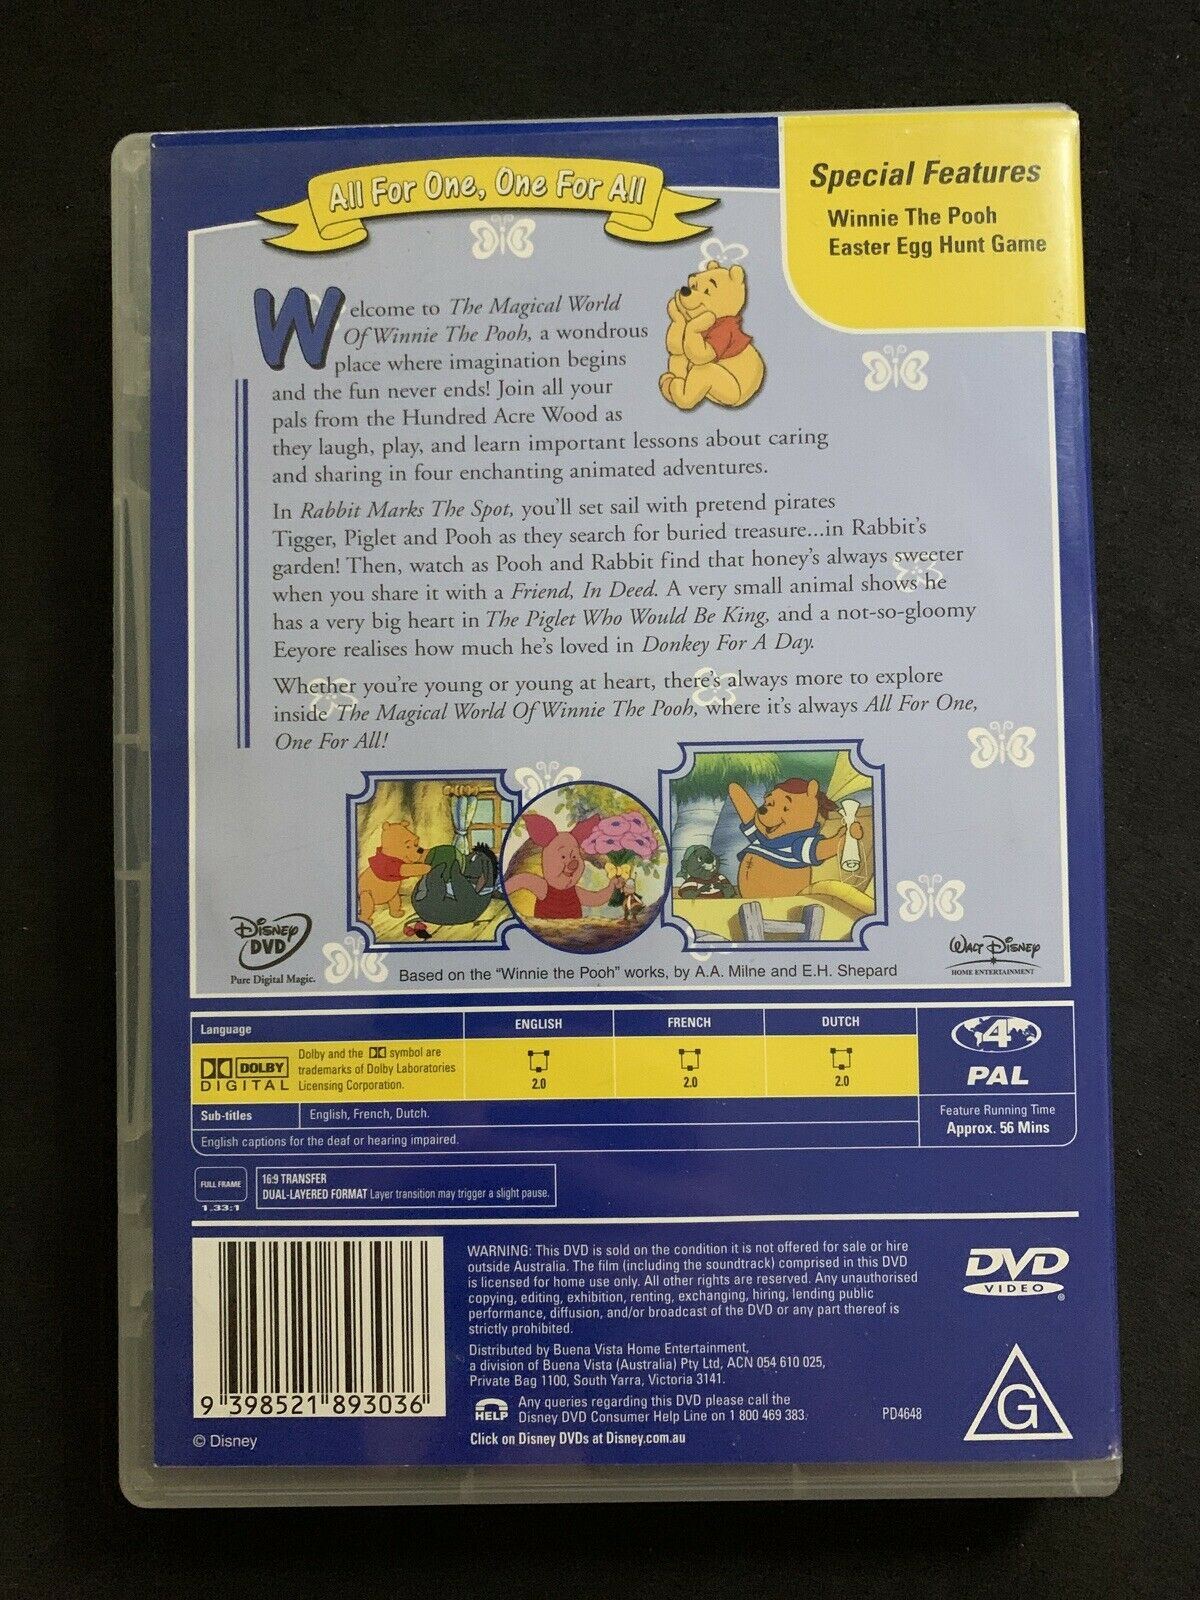 All For One, One For All
Special Features
Winnie The Pooh
Easter Egg Hunt Game
Welcome to The Magical World
Of Winnie The Pooh, a wondrous
place where imagination begins
and the fun never ends! Join all your
pals from the Hundred Acre Wood as
they laugh, play, and learn important lessons about caring
and sharing in four enchanting animated adventures.
In Rabbit Marks The Spot, you'll set sail with pretend pirates
Tigger, Piglet and Pooh as they search for buried treasure...in Rabbit's
garden! Then, watch as Pooh and Rabbit find that honey's always sweeter
when you share it with a Friend, In Deed. A very small animal shows he
has a very big heart in The Piglet Who Would Be King, and a not-so-gloomy
Eeyore realises how much he's loved in Donkey For A Day.
Whether you're young or young at heart, there's always more to explore
inside The Magical World Of Winnie The Pooh, where it's always All For One,
One For All!
Disney
DVD
Pure Digital Magic.
Based on the "Winnie the Pooh" works, by A.A. Milne and E.H. Shepard
Walt Disney
HOME ENTERTAINMENT
Language
ENGLISH
FRENCH
DUTCH
DOLBY
DIGITAL
Dolby and the symbol are
trademarks of Dolby Laboratories
Licensing Corporation.
2.0
2.0
2.0
4
PAL
Sub-titles
English, French, Dutch.
English captions for the deaf or hearing impaired.
Feature Running Time
Approx. 56 Mins
FULL FRAME
1.33:1
16:9 TRANSFER
DUAL-LAYERED FORMAT Layer transition may trigger a slight pause.
WARNING: This DVD is sold on the condition it is not offered for sale or hire
outside Australia. The film (including the soundtrack) comprised in this DVD
is licensed for home use only. All other rights are reserved. Any unauthorised
copying, editing, exhibition, renting, exchanging, hiring, lending public
performance, diffusion, and/or broadcast of the DVD or any part thereof is
strictly prohibited.
Distributed by Buena Vista Home Entertainment,
a division of Buena Vista (Australia) Pty Ltd, ACN 054 610 025,
Private Bag 1100, South Yarra, Victoria 3141.
HELP
Any queries regarding this DVD please call the
Disney DVD Consumer Help Line on 1 800 469 383.
Click on Disney DVDs at Disney.com.au
PD4648
DVD
VIDEO
®
G
9 398521 893036
© Disney